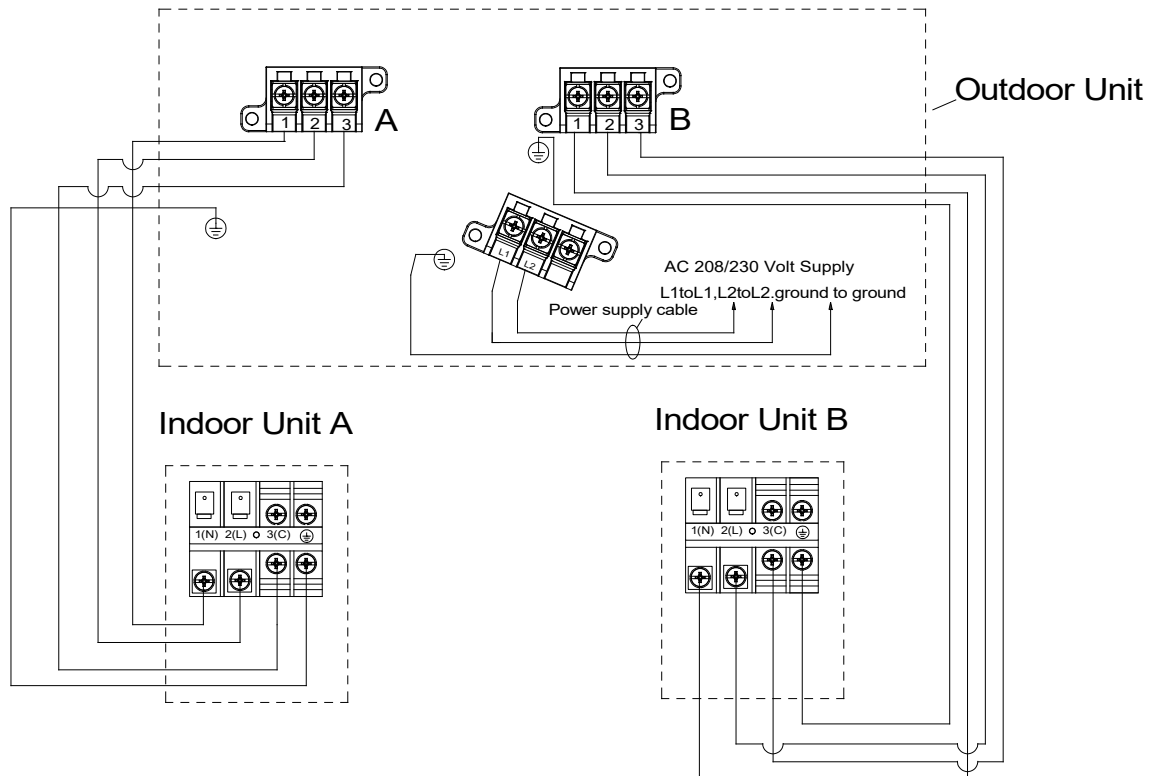 Outdoor Unit
1 2 3 A
1 2 3 B
L1 L2
AC 208/230 Volt Supply
L1toL1,L2toL2.ground to ground
Power supply cable
Indoor Unit A
1(N) 2(L) 3(C)
Indoor Unit B
1(N) 2(L) 3(C)